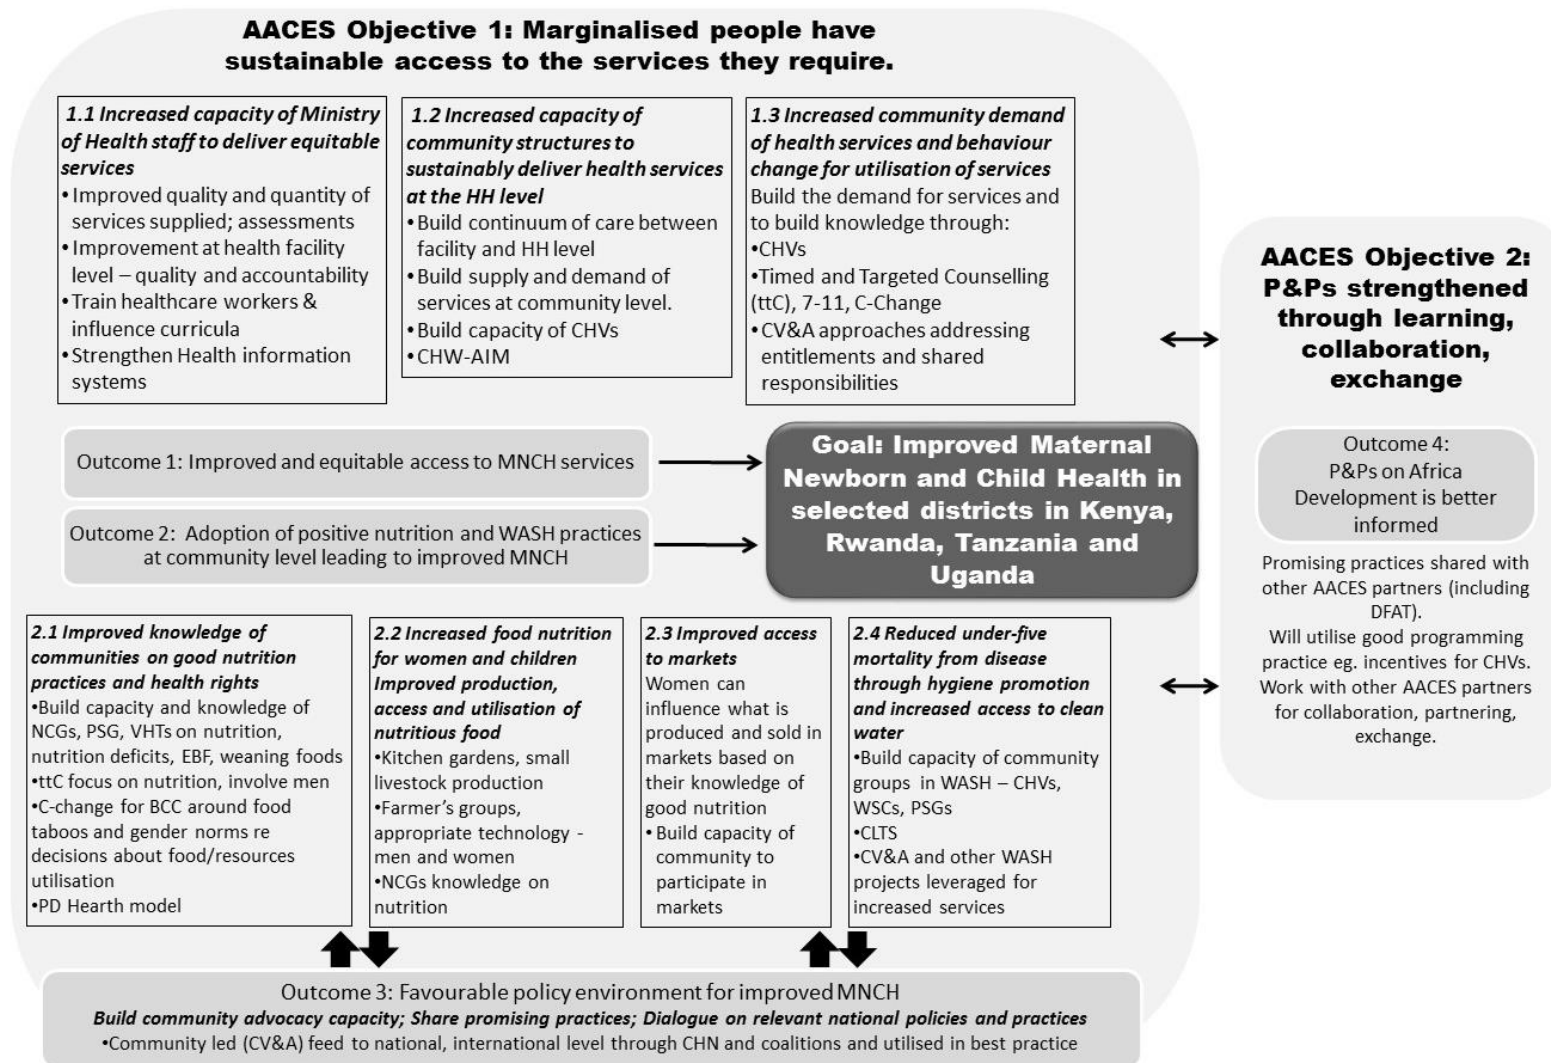 AACES Objective 1: Marginalised people have
sustainable access to the services they require.
1.1 Increased capacity of Ministry
of Health staff to deliver equitable
services
•Improved quality and quantity of
services supplied; assessments
•Improvement at health facility
level – quality and accountability
•Train healthcare workers &
influence curricula
•Strengthen Health information
systems
1.2 Increased capacity of
community structures to
sustainably deliver health services
at the HH level
•Build continuum of care between
facility and HH level
•Build supply and demand of
services at community level.
•Build capacity of CHVs
•CHW-AIM
1.3 Increased community demand
of health services and behaviour
change for utilisation of services
Build the demand for services and
to build knowledge through:
•CHVs
•Timed and Targeted Counselling
(ttC), 7-11, C-Change
•CV&A approaches addressing
entitlements and shared
responsibilities
Outcome 1: Improved and equitable access to MNCH services
Outcome 2: Adoption of positive nutrition and WASH practices
at community level leading to improved MNCH
Goal: Improved Maternal
Newborn and Child Health in
selected districts in Kenya,
Rwanda, Tanzania and
Uganda
2.1 Improved knowledge of
communities on good nutrition
practices and health rights
•Build capacity and knowledge of
NCGs, PSG, VHTs on nutrition,
nutrition deficits, EBF, weaning foods
•ttC focus on nutrition, involve men
•C-change for BCC around food
taboos and gender norms re
decisions about food/resources
utilisation
•PD Hearth model
2.2 Increased food nutrition
for women and children
Improved production,
access and utilisation of
nutritious food
•Kitchen gardens, small
livestock production
•Farmer's groups,
appropriate technology -
men and women
•NCGs knowledge on
nutrition
2.3 Improved access
to markets
Women can
influence what is
produced and sold in
markets based on
their knowledge of
good nutrition
•Build capacity of
community to
participate in
markets
2.4 Reduced under-five
mortality from disease
through hygiene promotion
and increased access to clean
water
•Build capacity of community
groups in WASH – CHVs,
WSCs, PSGs
•CLTS
•CV&A and other WASH
projects leveraged for
increased services
Outcome 3: Favourable policy environment for improved MNCH
Build community advocacy capacity; Share promising practices; Dialogue on relevant national policies and practices
•Community led (CV&A) feed to national, international level through CHN and coalitions and utilised in best practice
AACES Objective 2:
P&Ps strengthened
through learning,
collaboration,
exchange
Outcome 4:
P&Ps on Africa
Development is better
informed
Promising practices shared with
other AACES partners (including
DFAT).
Will utilise good programming
practice eg. incentives for CHVs.
Work with other AACES partners
for collaboration, partnering,
exchange.